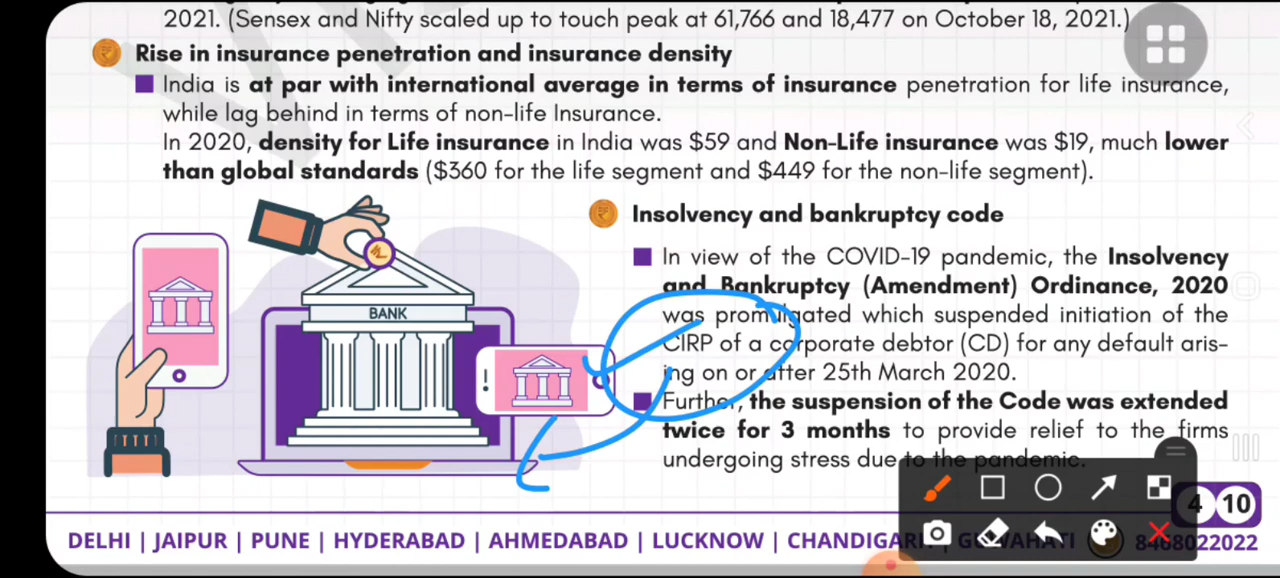 2021. (Sensex and Nifty scaled up to touch peak at 61,766 and 18,477 on October 18, 2021.)
Rise in insurance penetration and insurance density
India is at par with international average in terms of insurance penetration for life insurance,
while lag behind in terms of non-life Insurance.
In 2020, density for Life insurance in India was $59 and Non-Life insurance was $19, much lower
than global standards ($360 for the life segment and $449 for the non-life segment).
Insolvency and bankruptcy code
In view of the COVID-19 pandemic, the Insolvency
and Bankruptcy (Amendment) Ordinance, 2020
was promulgated which suspended initiation of the
CIRP of a corporate debtor (CD) for any default aris-
ing on or after 25th March 2020.
Further, the suspension of the Code was extended
twice for 3 months to provide relief to the firms
undergoing stress due to the pandemic.
BANK
4 10
DELHI | JAIPUR | PUNE | HYDERABAD | AHMEDABAD | LUCKNOW | CHANDIGARH | GUWAHATI 8468022022